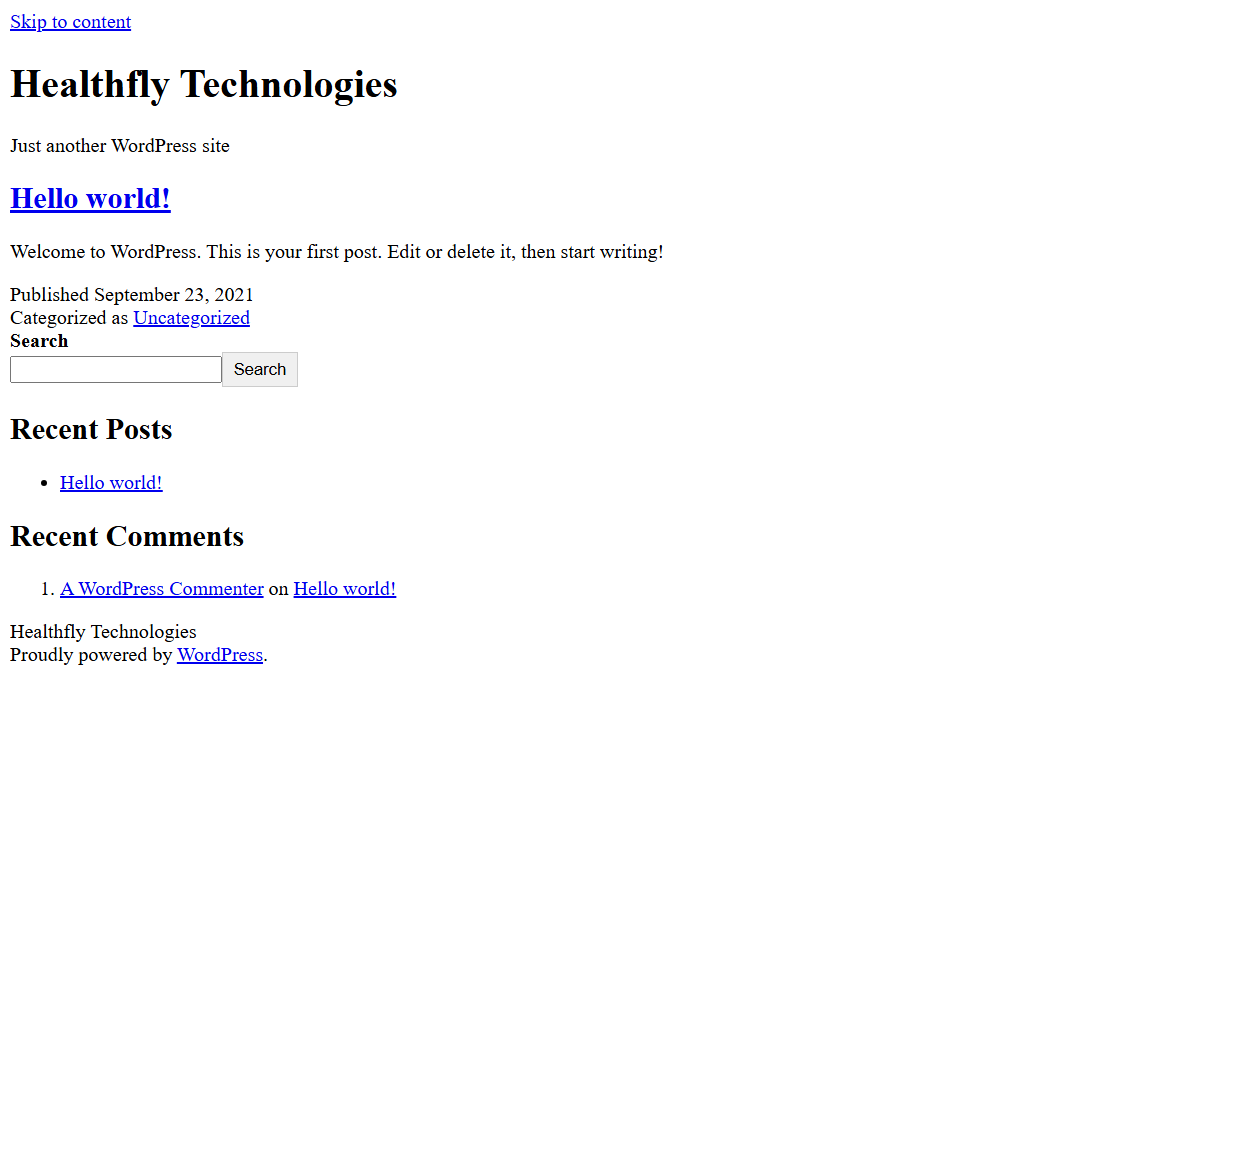 Skip to content
Healthfly Technologies
Just another WordPress site
Hello world!
Welcome to WordPress. This is your first post. Edit or delete it, then start writing!
Published September 23, 2021
Categorized as Uncategorized
Search
Search
Recent Posts
Hello world!
Recent Comments
1. A WordPress Commenter on Hello world!
Healthfly Technologies
Proudly powered by WordPress.